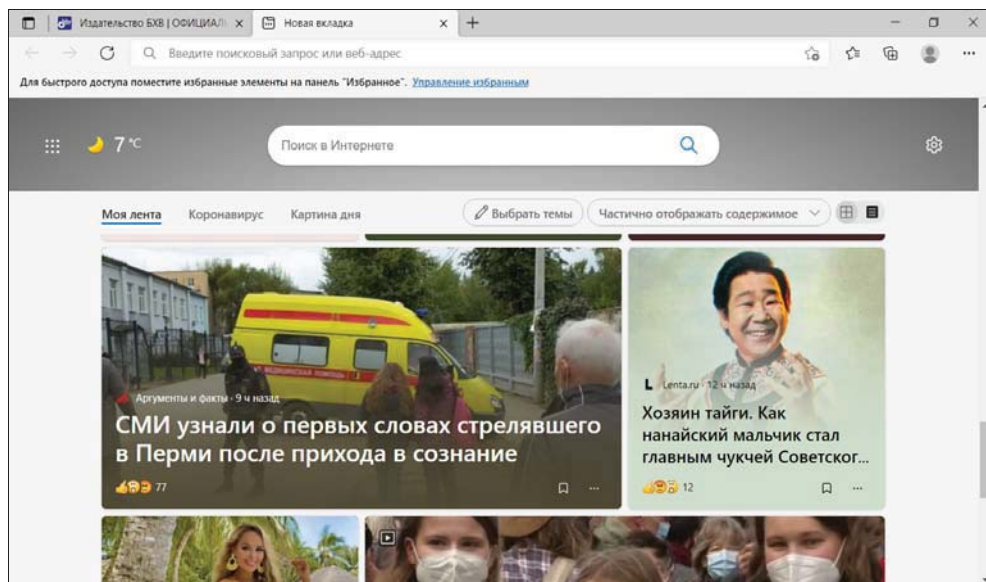 Издательство БХВ | ОФИЦИАЛ
Новая вкладка
Введите поисковый запрос или веб-адрес
Для быстрого доступа поместите избранные элементы на панель "Избранное". Управление избранным
7 °C
Поиск в Интернете
Моя лента Коронавирус Картина дня
Выбрать темы
Частично отображать содержимое
МЕДИЦИНСКАЯ ПОМОЩЬ
Аргументы и факты · 9 ч назад
СМИ узнали о первых словах стрелявшего
в Перми после прихода в сознание
77
Lenta.ru · 12 ч назад
Хозяин тайги. Как
нанайский мальчик стал
главным чукчей Советског...
12